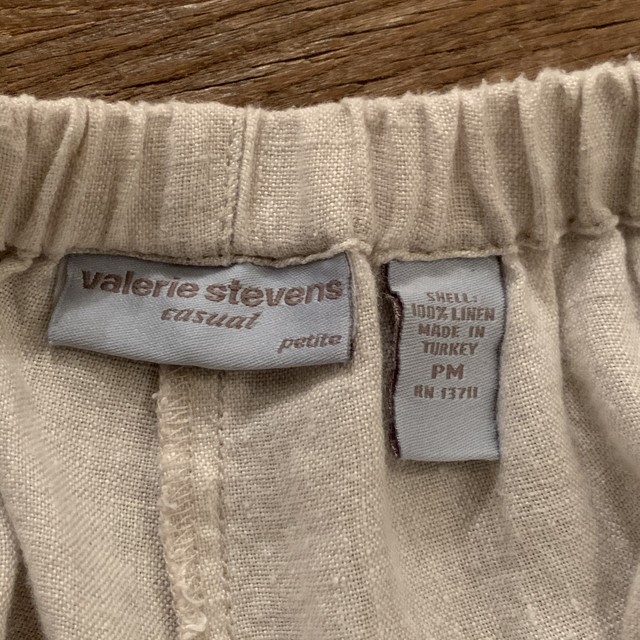 valerie stevens
casual
petite
SHELL:
100% LINEN
MADE IN
TURKEY
PM
RN 13711